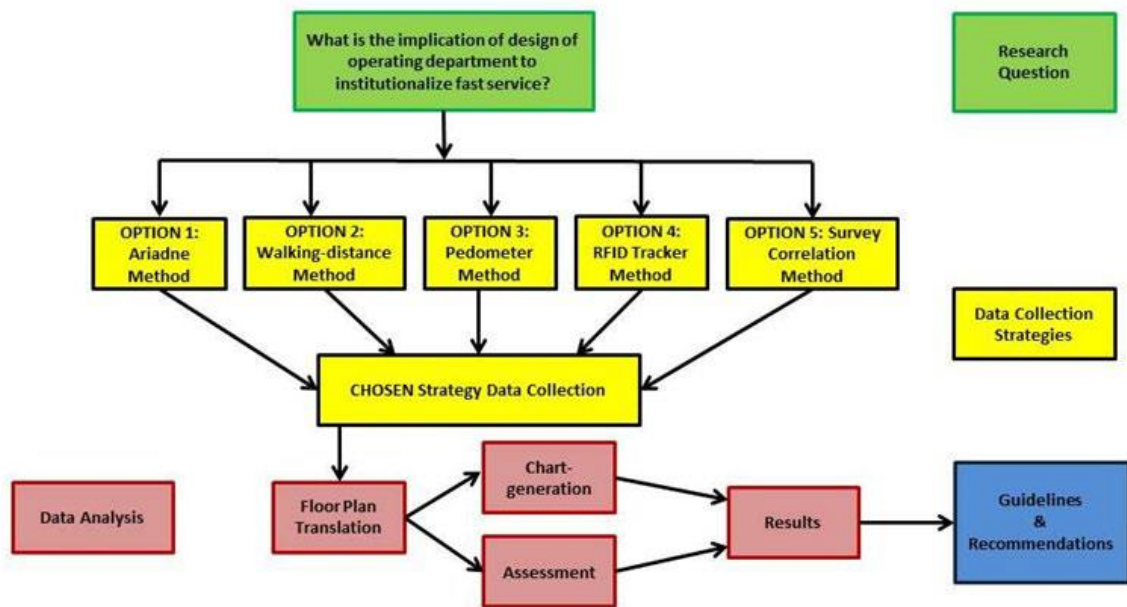 What is the implication of design of
operating department to
institutionalize fast service?
Research
Question
OPTION 1:
Ariadne
Method
OPTION 2:
Walking-distance
Method
OPTION 3:
Pedometer
Method
OPTION 4:
RFID Tracker
Method
OPTION 5: Survey
Correlation
Method
Data Collection
Strategies
CHOSEN Strategy Data Collection
Data Analysis
Floor Plan
Translation
Chart-
generation
Assessment
Results
Guidelines
&
Recommendations